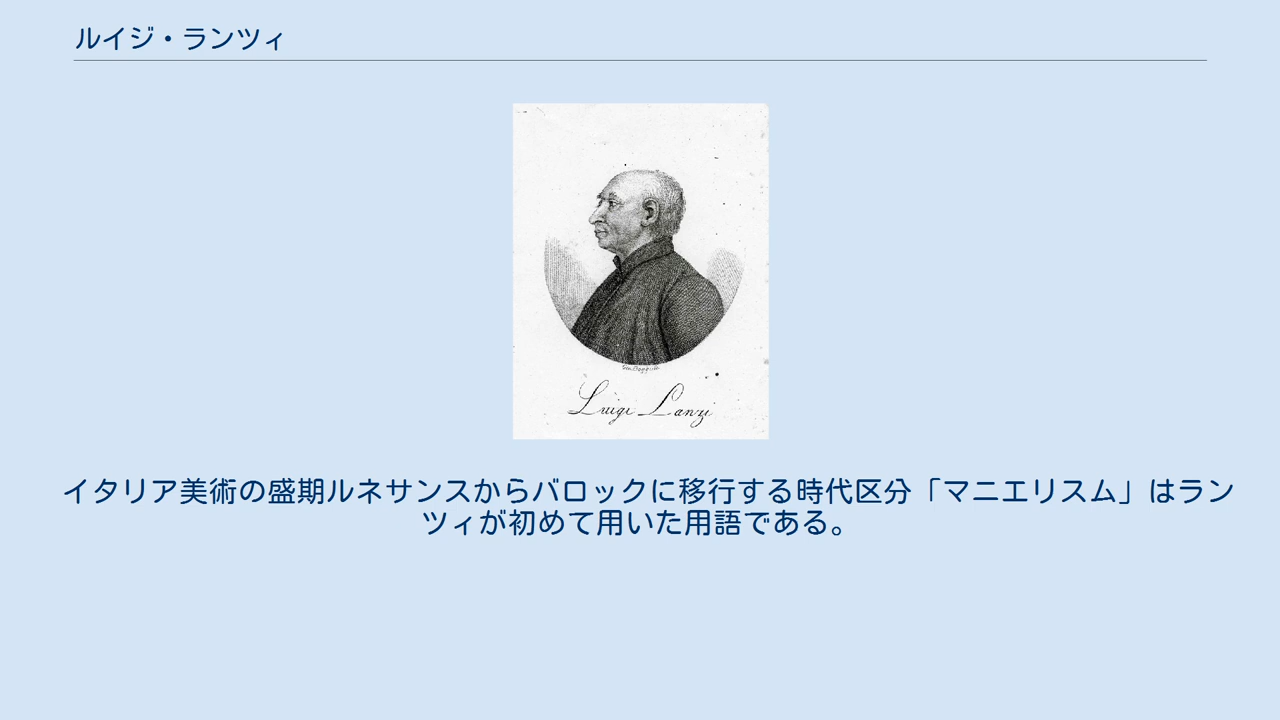 ルイジ・ランツィ
Luigi Lanzi
イタリア美術の盛期ルネサンスからバロックに移行する時代区分「マニエリスム」はラン
ツィが初めて用いた用語である。